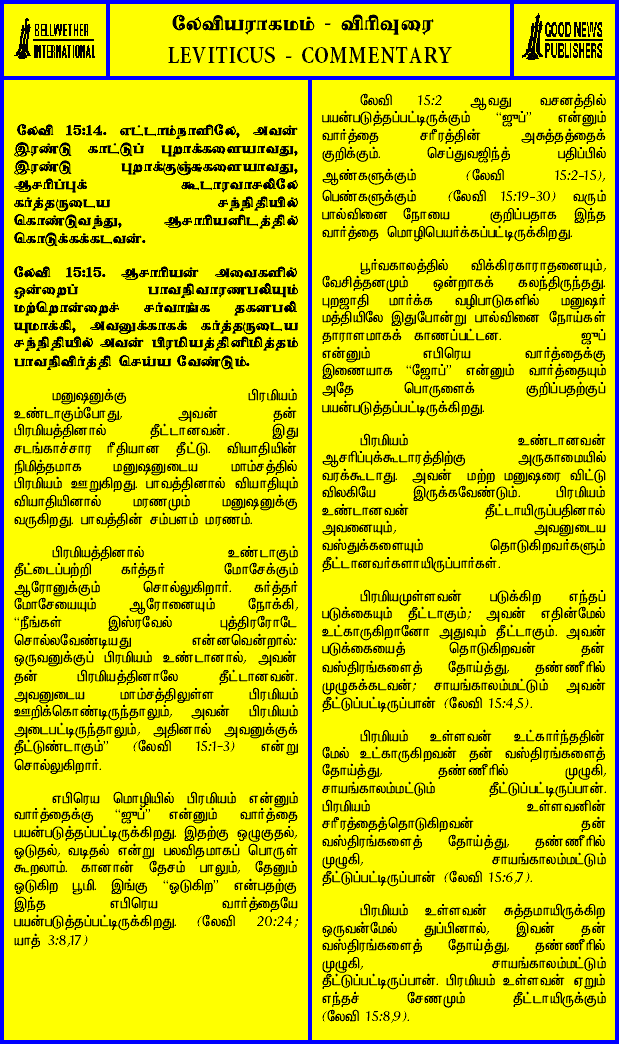 BELLWETHER
INTERNATIONAL
லேவியராகமம் - விரிவுரை
LEVITICUS - COMMENTARY
GOOD NEWS
PUBLISHERS
லேவி 15:14. எட்டாம்நாளிலே, அவன்
இரண்டு காட்டுப் புறாக்களையாவது,
இரண்டு புறாக்குஞ்சுகளையாவது,
ஆசரிப்புக் கூடாரவாசலிலே
கர்த்தருடைய சந்நிதியில்
கொண்டுவந்து, ஆசாரியனிடத்தில்
கொடுக்கக்கடவன்.
லேவி 15:15. ஆசாரியன் அவைகளில்
ஒன்றைப் பாவநிவாரணபலியும்
மற்றொன்றைச் சர்வாங்க தகனபலி
யுமாக்கி, அவனுக்காகக் கர்த்தருடைய
சந்நிதியில் அவன் பிரமியத்தினிமித்தம்
பாவநிவிர்த்தி செய்ய வேண்டும்.
மனுஷனுக்கு பிரமியம்
உண்டாகும்போது, அவன் தன்
பிரமியத்தினால் தீட்டானவன். இது
சடங்காச்சார ரீதியான தீட்டு. வியாதியின்
நிமித்தமாக மனுஷனுடைய மாம்சத்தில்
பிரமியம் ஊறுகிறது. பாவத்தினால் வியாதியும்
வியாதியினால் மரணமும் மனுஷனுக்கு
வருகிறது. பாவத்தின் சம்பளம் மரணம்.
பிரமியத்தினால் உண்டாகும்
தீட்டைப்பற்றி கர்த்தர் மோசேக்கும்
ஆரோனுக்கும் சொல்லுகிறார். கர்த்தர்
மோசேயையும் ஆரோனையும் நோக்கி,
“நீங்கள் இஸ்ரவேல் புத்திரரோடே
சொல்லவேண்டியது என்னவென்றால்:
ஒருவனுக்குப் பிரமியம் உண்டானால், அவன்
தன் பிரமியத்தினாலே தீட்டானவன்.
அவனுடைய மாம்சத்திலுள்ள பிரமியம்
ஊறிக்கொண்டிருந்தாலும், அவன் பிரமியம்
அடைபட்டிருந்தாலும், அதினால் அவனுக்குத்
தீட்டுண்டாகும்” (லேவி 15:1-3) என்று
சொல்லுகிறார்.
எபிரெய மொழியில் பிரமியம் என்னும்
வார்த்தைக்கு “ஜுப்” என்னும் வார்த்தை
பயன்படுத்தப்பட்டிருக்கிறது. இதற்கு ஒழுகுதல்,
ஓடுதல், வடிதல் என்று பலவிதமாகப் பொருள்
கூறலாம். கானான் தேசம் பாலும், தேனும்
ஓடுகிற பூமி. இங்கு “ஓடுகிற” என்பதற்கு
இந்த எபிரெய வார்த்தையே
பயன்படுத்தப்பட்டிருக்கிறது. (லேவி 20:24;
யாத் 3:8,17)
லேவி 15:2 ஆவது வசனத்தில்
பயன்படுத்தப்பட்டிருக்கும் “ஜுப்” என்னும்
வார்த்தை சரீரத்தின் அசுத்தத்தைக்
குறிக்கும். செப்துவஜிந்த் பதிப்பில்
ஆண்களுக்கும் (லேவி 15:2-15),
பெண்களுக்கும் (லேவி 15:19-30) வரும்
பால்வினை நோயை குறிப்பதாக இந்த
வார்த்தை மொழிபெயர்க்கப்பட்டிருக்கிறது.
பூர்வகாலத்தில் விக்கிரகாராதனையும்,
வேசித்தனமும் ஒன்றாகக் கலந்திருந்தது.
புறஜாதி மார்க்க வழிபாடுகளில் மனுஷர்
மத்தியிலே இதுபோன்று பால்வினை நோய்கள்
தாராளமாகக் காணப்பட்டன. ஜுப்
என்னும் எபிரெய வார்த்தைக்கு
இணையாக “ஜோப்” என்னும் வார்த்தையும்
அதே பொருளைக் குறிப்பதற்குப்
பயன்படுத்தப்பட்டிருக்கிறது.
பிரமியம் உண்டானவன்
ஆசரிப்புக்கூடாரத்திற்கு அருகாமையில்
வரக்கூடாது. அவன் மற்ற மனுஷரை விட்டு
விலகியே இருக்கவேண்டும். பிரமியம்
உண்டானவன் தீட்டாயிருப்பதினால்
அவனையும், அவனுடைய
வஸ்துக்களையும் தொடுகிறவர்களும்
தீட்டானவர்களாயிருப்பார்கள்.
பிரமியமுள்ளவன் படுக்கிற எந்தப்
படுக்கையும் தீட்டாகும்; அவன் எதின்மேல்
உட்காருகிறானோ அதுவும் தீட்டாகும். அவன்
படுக்கையைத் தொடுகிறவன் தன்
வஸ்திரங்களைத் தோய்த்து, தண்ணீரில்
முழுகக்கடவன்; சாயங்காலம்மட்டும் அவன்
தீட்டுப்பட்டிருப்பான் (லேவி 15:4,5).
பிரமியம் உள்ளவன் உட்கார்ந்ததின்
மேல் உட்காருகிறவன் தன் வஸ்திரங்களைத்
தோய்த்து, தண்ணீரில் முழுகி,
சாயங்காலம்மட்டும் தீட்டுப்பட்டிருப்பான்.
பிரமியம் உள்ளவனின்
சரீரத்தைத்தொடுகிறவன் தன்
வஸ்திரங்களைத் தோய்த்து, தண்ணீரில்
முழுகி, சாயங்காலம்மட்டும்
தீட்டுப்பட்டிருப்பான் (லேவி 15:6,7).
பிரமியம் உள்ளவன் சுத்தமாயிருக்கிற
ஒருவன்மேல் துப்பினால், இவன் தன்
வஸ்திரங்களைத் தோய்த்து, தண்ணீரில்
முழுகி, சாயங்காலம்மட்டும்
தீட்டுப்பட்டிருப்பான். பிரமியம் உள்ளவன் ஏறும்
எந்தச் சேணமும் தீட்டாயிருக்கும்
(லேவி 15:8,9).